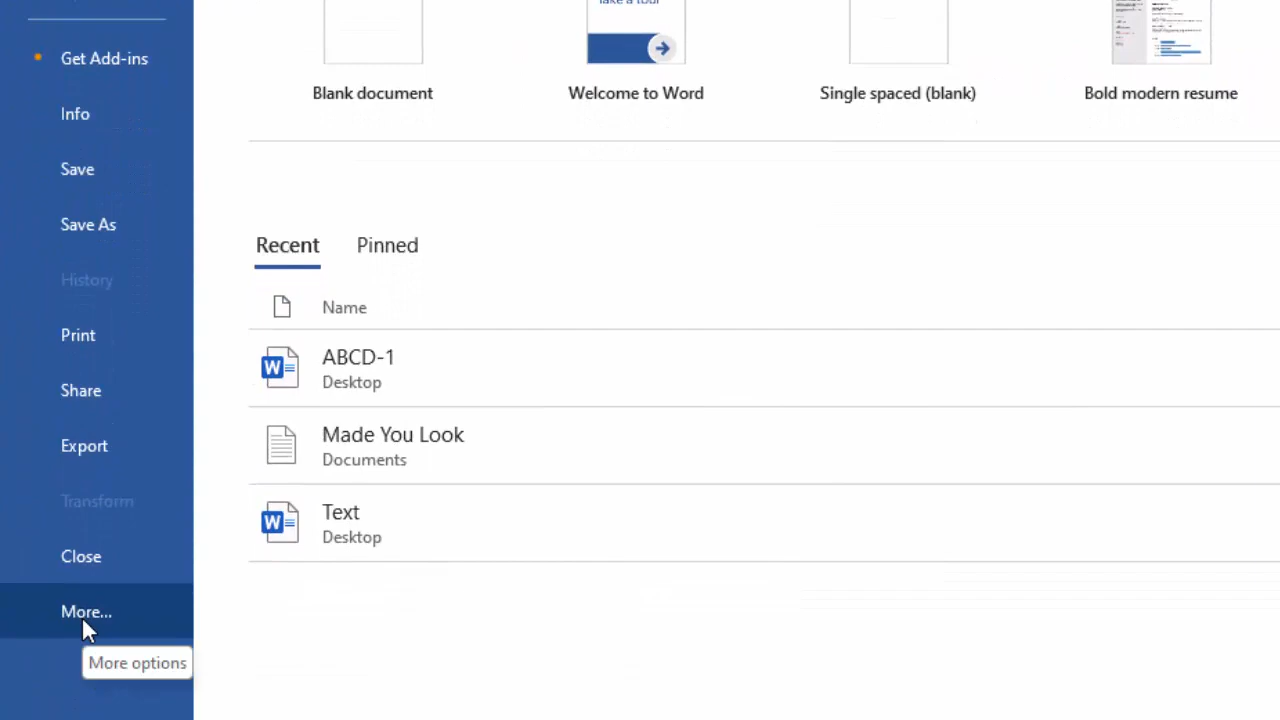 Take a tour
Get Add-ins
Blank document
Welcome to Word
Single spaced (blank)
Bold modern resume
Info
Save
Save As
History
Print
Share
Export
Transform
Close
More...
More options
Recent
Pinned
Name
W
ABCD-1
Desktop
Made You Look
Documents
W
Text
Desktop